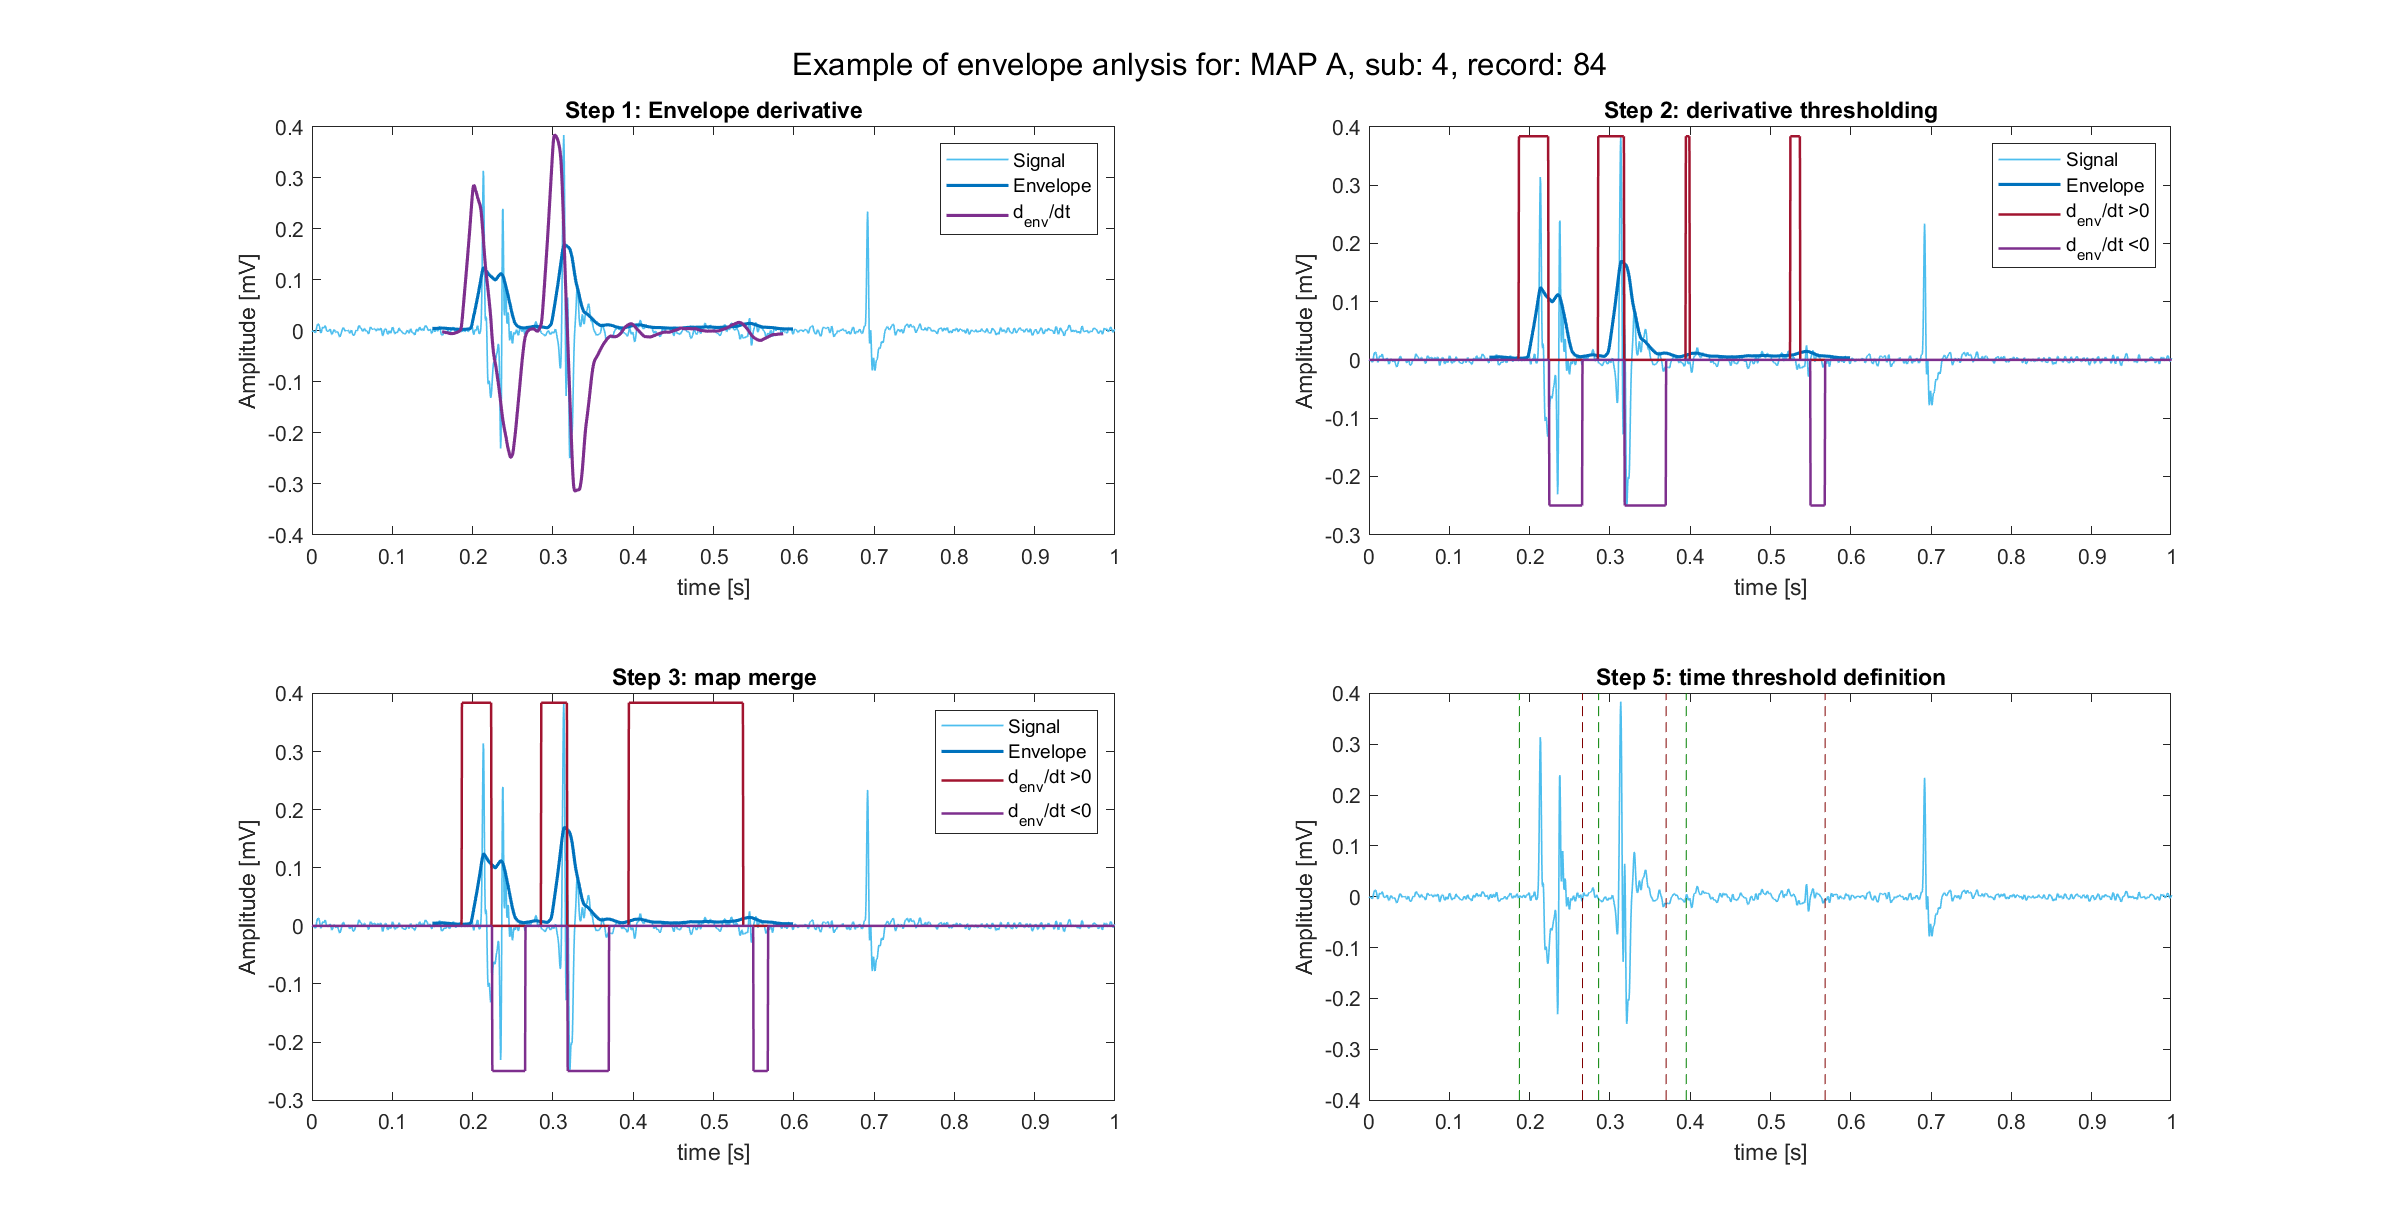 Example of envelope anlysis for: MAP A, sub: 4, record: 84
Step 1: Envelope derivative
0.4
0.3
0.2
0.1
0
-0.1
-0.2
-0.3
-0.4
Amplitude [mV]
0 0.1 0.2 0.3 0.4 0.5 0.6 0.7 0.8 0.9 1
time [s]
Signal
Envelope
d_env/dt
Step 2: derivative thresholding
0.4
0.3
0.2
0.1
0
-0.1
-0.2
-0.3
Amplitude [mV]
0 0.1 0.2 0.3 0.4 0.5 0.6 0.7 0.8 0.9 1
time [s]
Signal
Envelope
d_env/dt >0
d_env/dt <0
Step 3: map merge
0.4
0.3
0.2
0.1
0
-0.1
-0.2
-0.3
Amplitude [mV]
0 0.1 0.2 0.3 0.4 0.5 0.6 0.7 0.8 0.9 1
time [s]
Signal
Envelope
d_env/dt >0
d_env/dt <0
Step 5: time threshold definition
0.4
0.3
0.2
0.1
0
-0.1
-0.2
-0.3
-0.4
Amplitude [mV]
0 0.1 0.2 0.3 0.4 0.5 0.6 0.7 0.8 0.9 1
time [s]